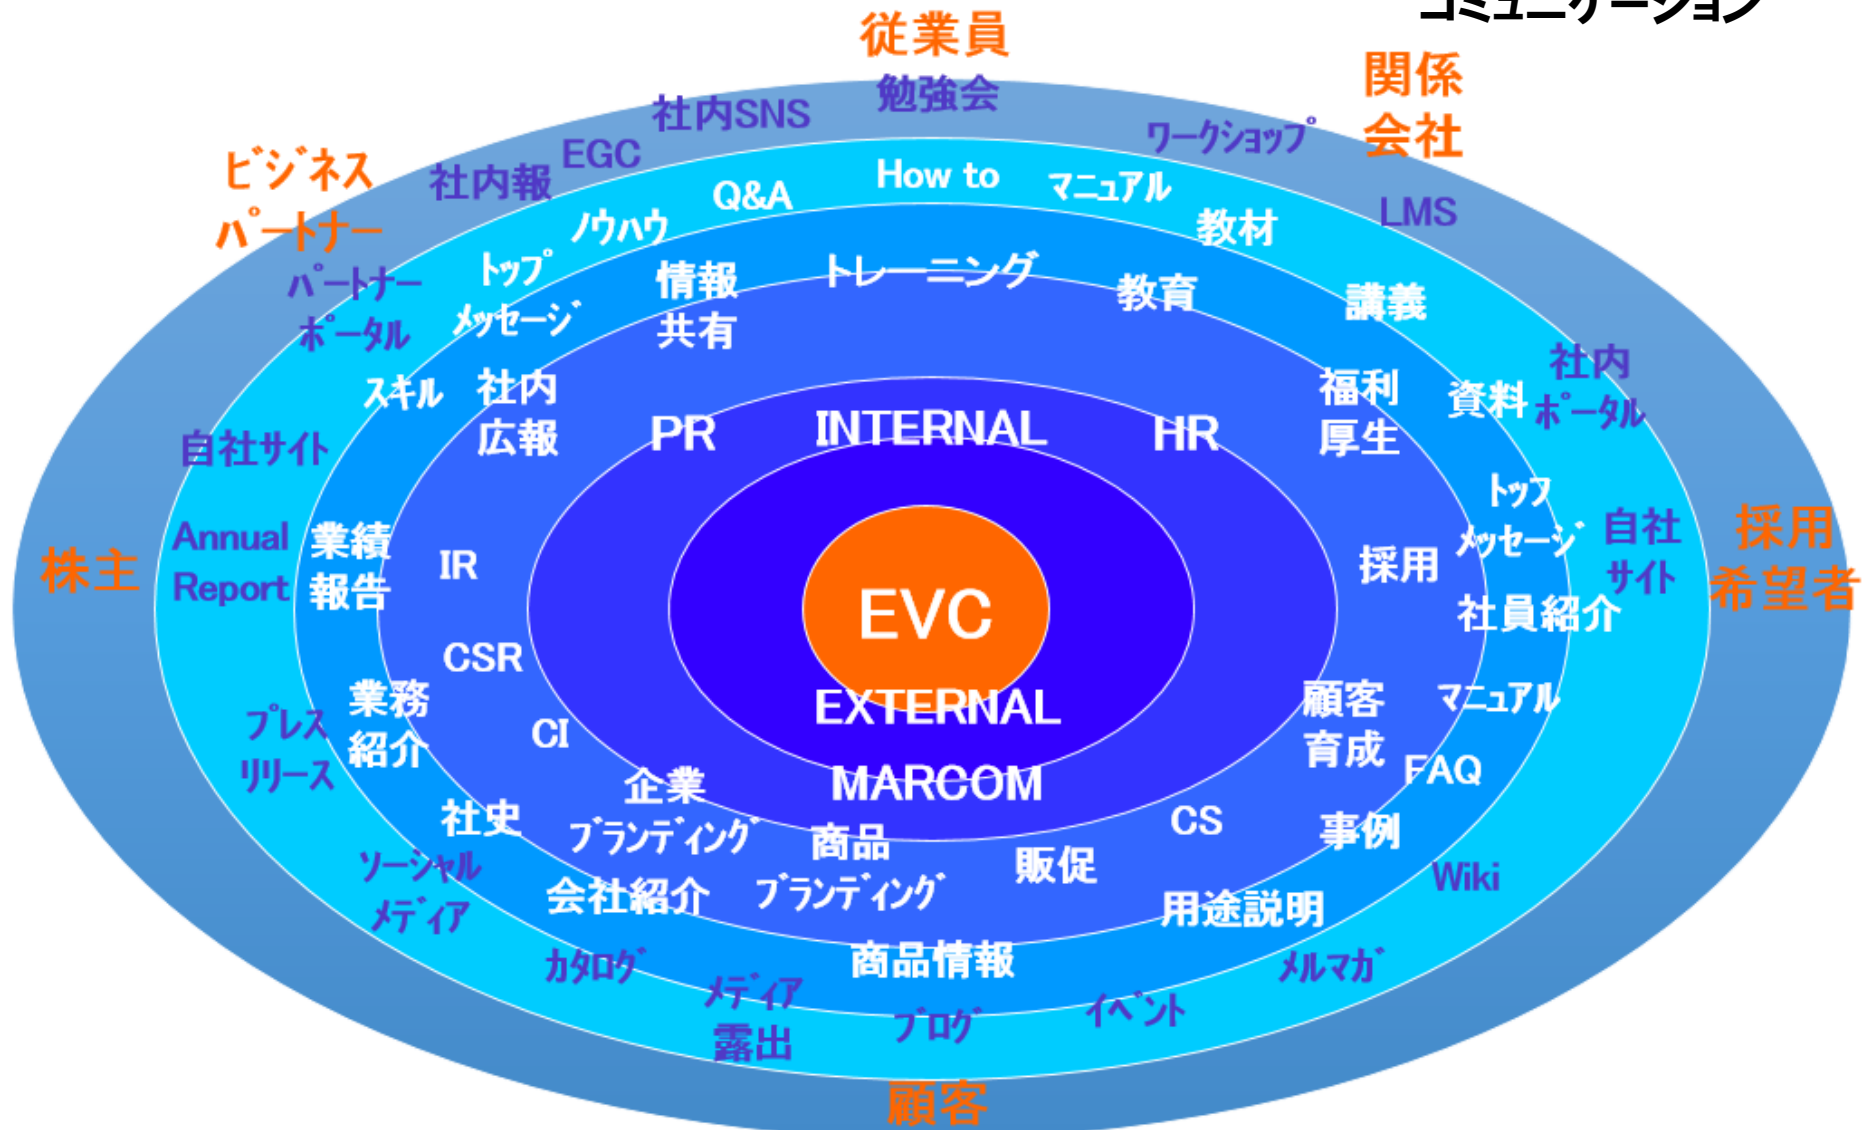 コミュニケーション
従業員
関係
会社
勉強会
社内SNS
ワークショップ
EGC
社内報
ビジネス
パートナー
LMS
How to
マニュアル
Q&A
ノウハウ
教材
トップ
メッセージ
情報
共有
トレーニング
教育
講義
パートナー
ポータル
スキル
社内
広報
福利
厚生
資料
社内
ポータル
PR
INTERNAL
HR
自社サイト
トップ
メッセージ
自社
サイト
採用
希望者
株主
Annual
Report
業績
報告
IR
採用
社員紹介
EVC
CSR
EXTERNAL
顧客
育成
マニュアル
業務
紹介
プレス
リリース
CI
MARCOM
FAQ
企業
ブランディング
社史
商品
ブランディング
CS
事例
販促
ソーシャル
メディア
Wiki
会社紹介
用途説明
商品情報
カタログ
メルマガ
メディア
露出
ブログ
イベント
顧客